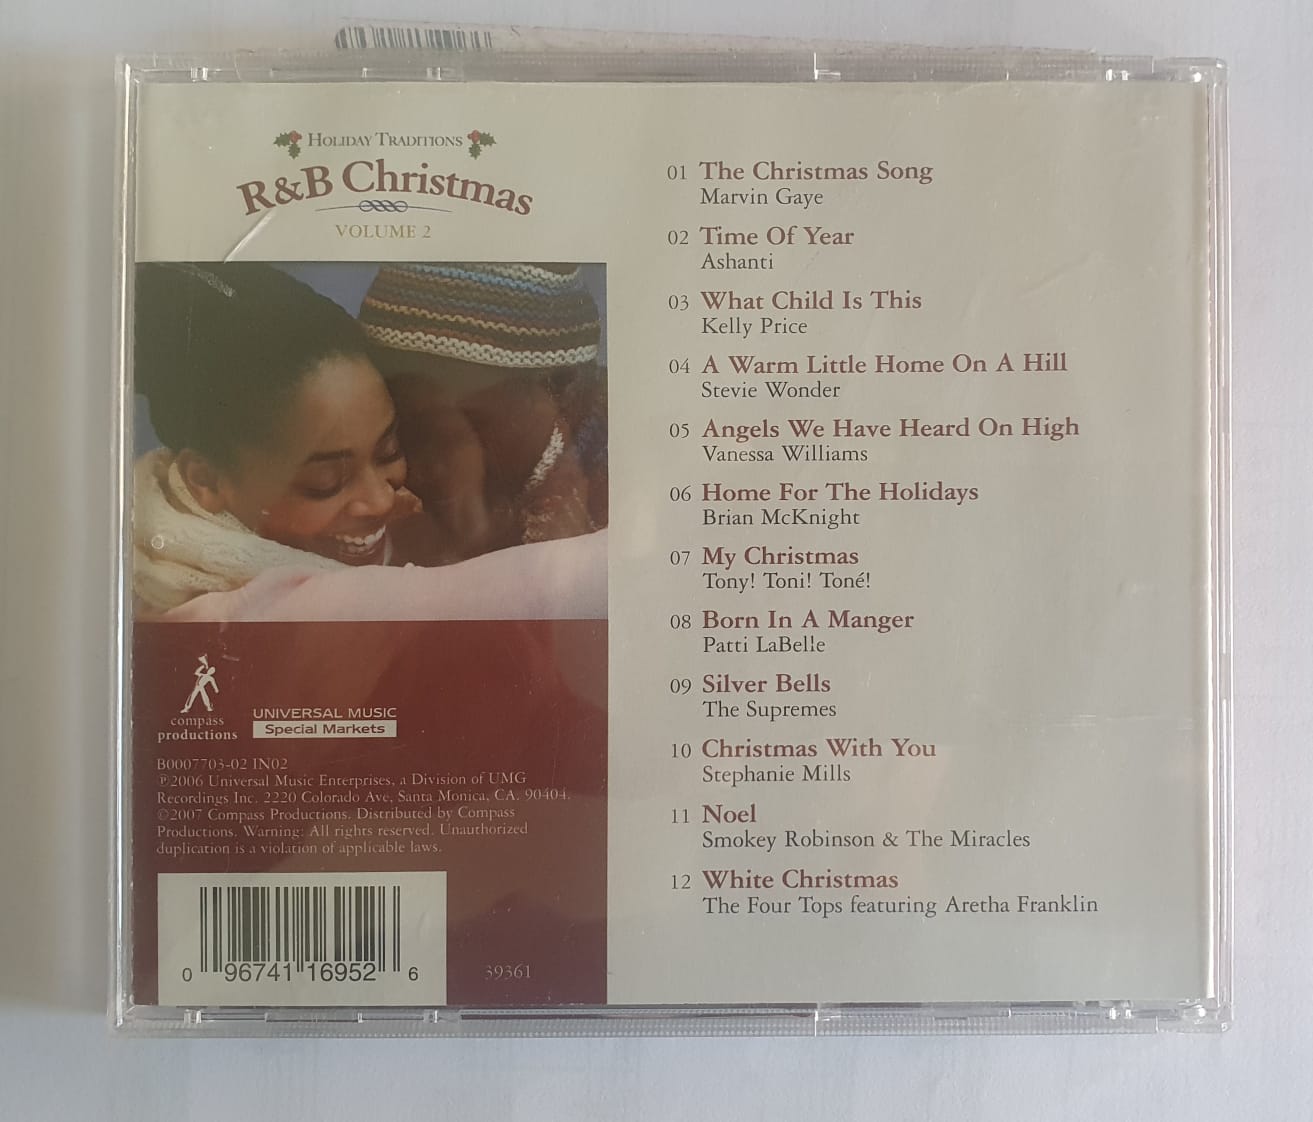 HOLIDAY TRADITIONS
R&B Christmas
VOLUME 2
01 The Christmas Song
Marvin Gaye
02 Time Of Year
Ashanti
03 What Child Is This
Kelly Price
04 A Warm Little Home On A Hill
Stevie Wonder
05 Angels We Have Heard On High
Vanessa Williams
06 Home For The Holidays
Brian McKnight
07 My Christmas
Tony! Toni! Toné!
08 Born In A Manger
Patti LaBelle
09 Silver Bells
The Supremes
10 Christmas With You
Stephanie Mills
11 Noel
Smokey Robinson & The Miracles
12 White Christmas
The Four Tops featuring Aretha Franklin
compass
productions
UNIVERSAL MUSIC
Special Markets
B0007703-02 IN02
℗2006 Universal Music Enterprises, a Division of UMG
Recordings Inc. 2220 Colorado Ave, Santa Monica, CA. 90404.
©2007 Compass Productions. Distributed by Compass
Productions. Warning: All rights reserved. Unauthorized
duplication is a violation of applicable laws.
0 96741 16952 6
39361